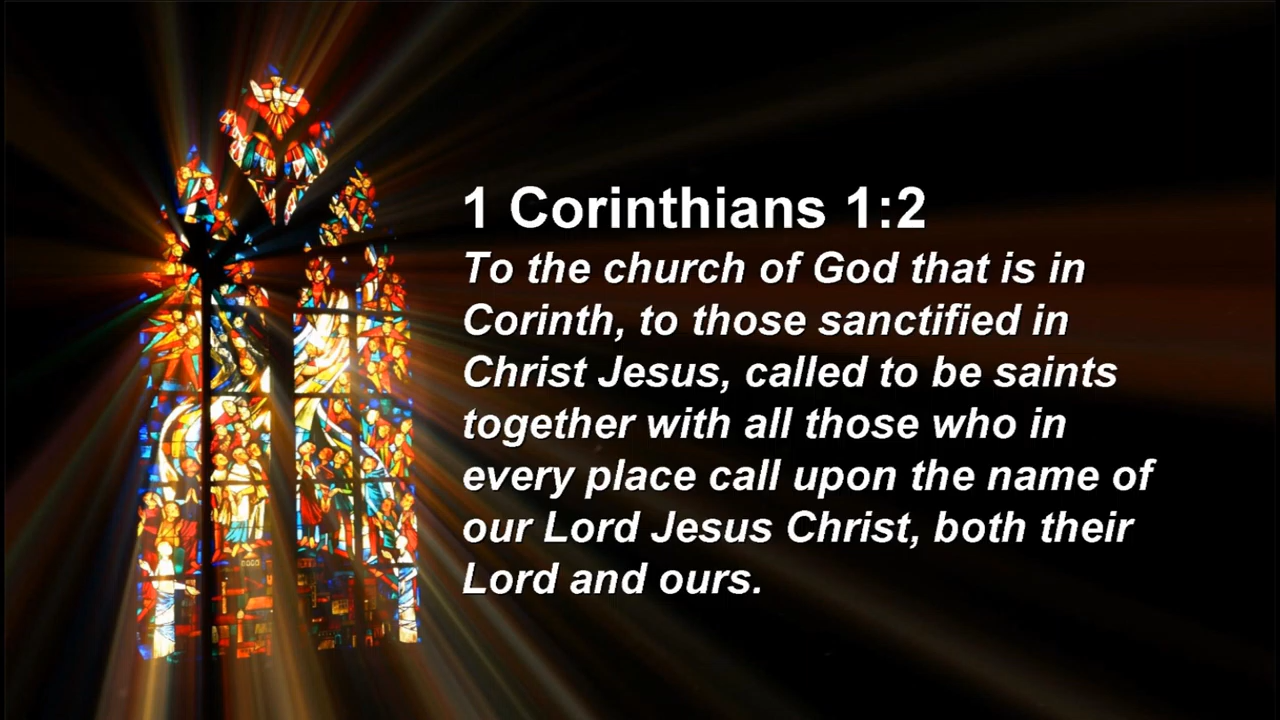 1 Corinthians 1:2
To the church of God that is in
Corinth, to those sanctified in
Christ Jesus, called to be saints
together with all those who in
every place call upon the name of
our Lord Jesus Christ, both their
Lord and ours.